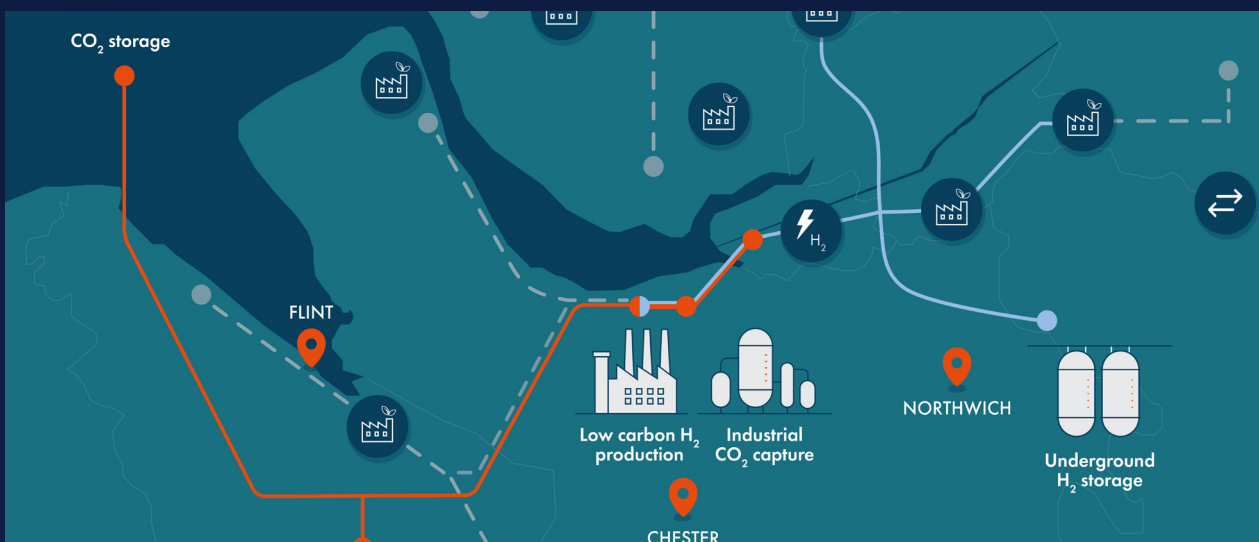 CO₂ storage
FLINT
H₂
Low carbon H₂
production
Industrial
CO₂ capture
NORTHWICH
Underground
H₂ storage
CHESTER